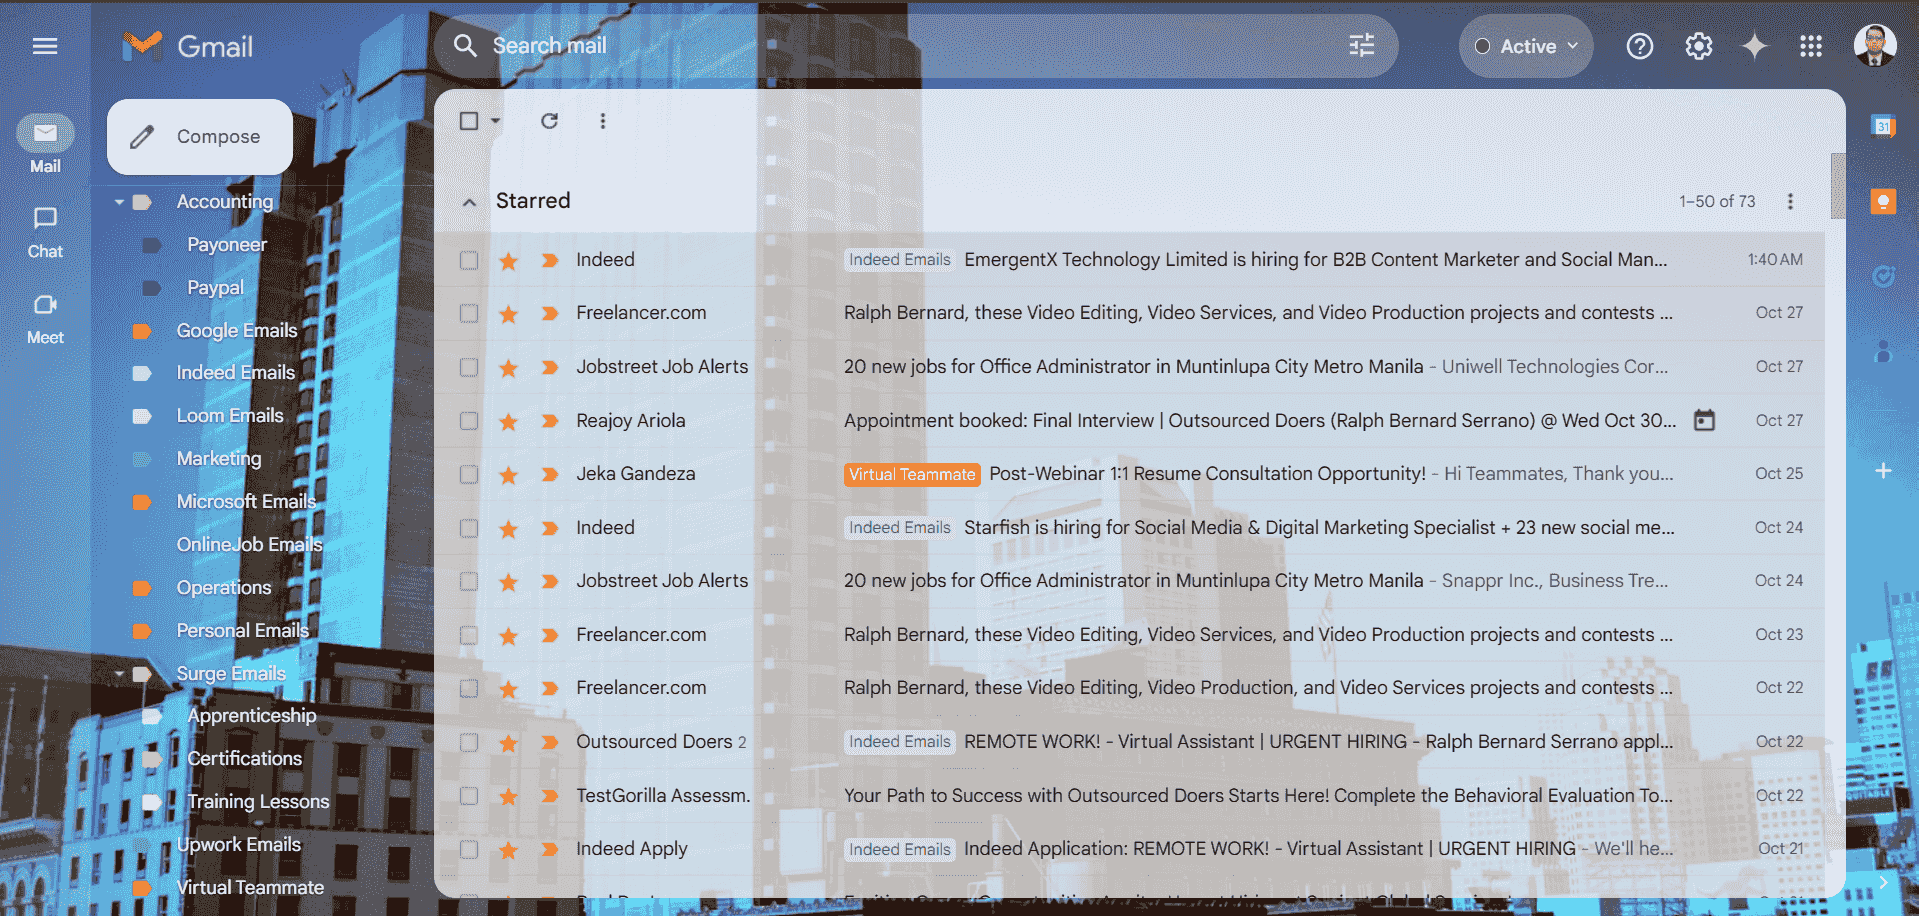 Gmail
Search mail
Active
Compose
Mail
Chat
Meet
Accounting
Payoneer
Paypal
Google Emails
Indeed Emails
Loom Emails
Marketing
Microsoft Emails
OnlineJob Emails
Operations
Personal Emails
Surge Emails
Apprenticeship
Certifications
Training Lessons
Upwork Emails
Virtual Teammate
Starred
1–50 of 73
Indeed Indeed Emails EmergentX Technology Limited is hiring for B2B Content Marketer and Social Man... 1:40 AM
Freelancer.com Ralph Bernard, these Video Editing, Video Services, and Video Production projects and contests ... Oct 27
Jobstreet Job Alerts 20 new jobs for Office Administrator in Muntinlupa City Metro Manila - Uniwell Technologies Cor... Oct 27
Reajoy Ariola Appointment booked: Final Interview | Outsourced Doers (Ralph Bernard Serrano) @ Wed Oct 30... Oct 27
Jeka Gandeza Virtual Teammate Post-Webinar 1:1 Resume Consultation Opportunity! - Hi Teammates, Thank you... Oct 25
Indeed Indeed Emails Starfish is hiring for Social Media & Digital Marketing Specialist + 23 new social me... Oct 24
Jobstreet Job Alerts 20 new jobs for Office Administrator in Muntinlupa City Metro Manila - Snappr Inc., Business Tre... Oct 24
Freelancer.com Ralph Bernard, these Video Editing, Video Services, and Video Production projects and contests ... Oct 23
Freelancer.com Ralph Bernard, these Video Editing, Video Production, and Video Services projects and contests ... Oct 22
Outsourced Doers 2 Indeed Emails REMOTE WORK! - Virtual Assistant | URGENT HIRING - Ralph Bernard Serrano appl... Oct 22
TestGorilla Assessm. Your Path to Success with Outsourced Doers Starts Here! Complete the Behavioral Evaluation To... Oct 22
Indeed Apply Indeed Emails Indeed Application: REMOTE WORK! - Virtual Assistant | URGENT HIRING - We'll he... Oct 21
31